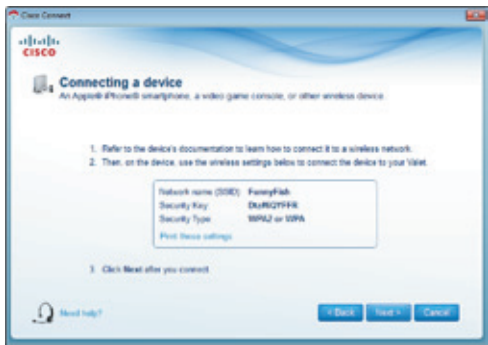 Cisco Connect
CISCO
Connecting a device
An Apple® iPhone® smartphone, a video game console, or other wireless device.
1. Refer to the device's documentation to learn how to connect it to a wireless network.
2. Then, on the device, use the wireless settings below to connect the device to your Valet.
Network name (SSID) FunnyFish
Security Key
Security Type WPA2 or WPA
Print these settings
3. Click Next after you connect.
Need help?
< Back Next > Cancel